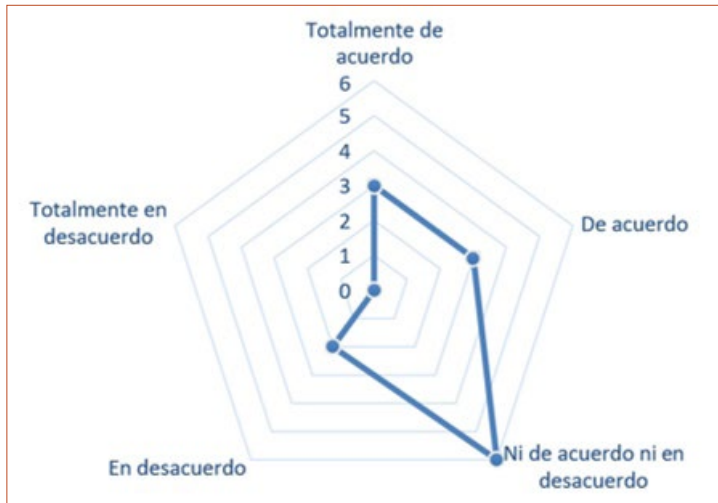 Totalmente de
acuerdo
6
5
4
3
2
1
0
De acuerdo
Ni de acuerdo ni en
desacuerdo
En desacuerdo
Totalmente en
desacuerdo